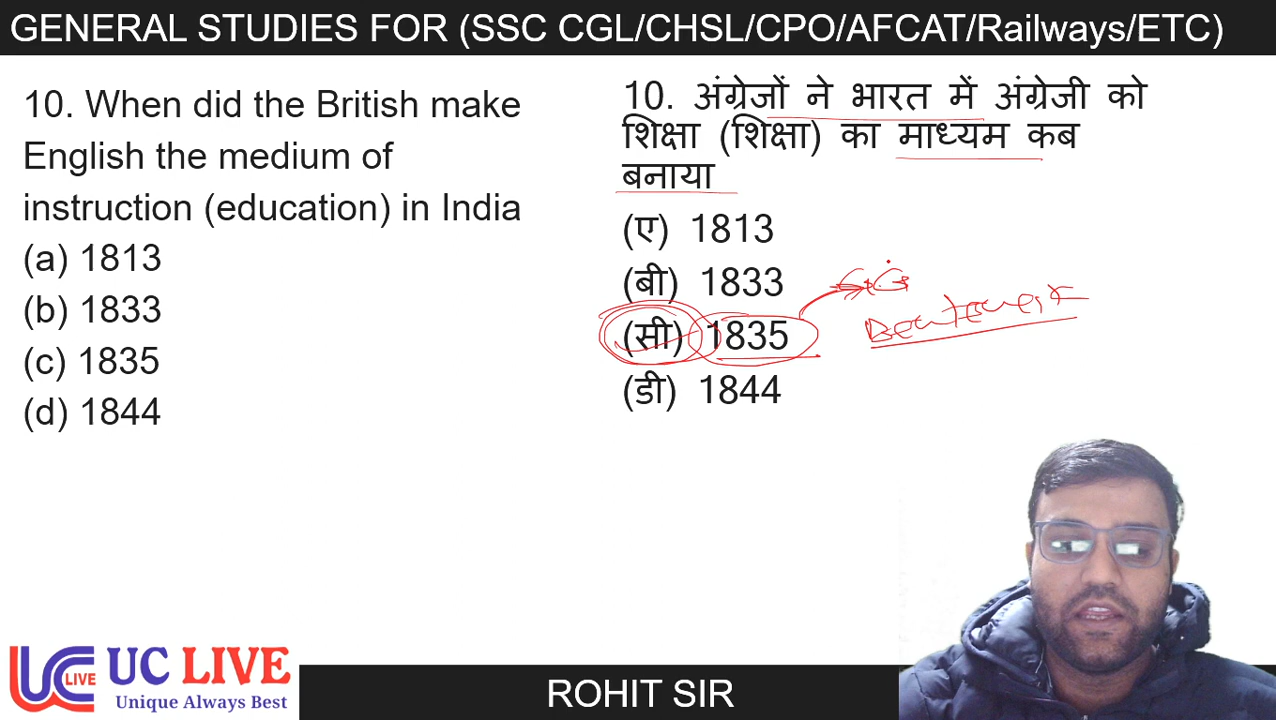 GENERAL STUDIES FOR (SSC CGL/CHSL/CPO/AFCAT/Railways/ETC)
10. When did the British make
English the medium of
instruction (education) in India
(a) 1813
(b) 1833
(c) 1835
(d) 1844
10. अंग्रेजों ने भारत में अंग्रेजी को
शिक्षा (शिक्षा) का माध्यम कब
बनाया
(ए) 1813
(बी) 1833
(सी) 1835
(डी) 1844
LIVE
UC LIVE
Unique Always Best
ROHIT SIR